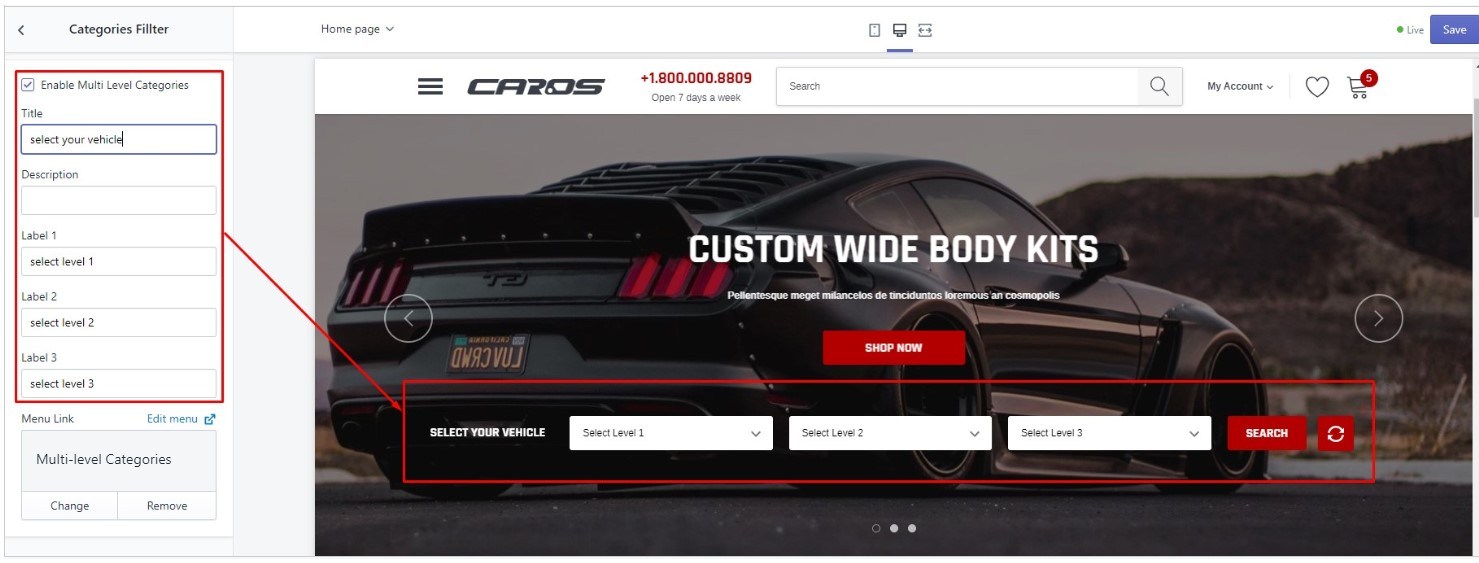 Categories Fillter
Home page
Live
Save
Enable Multi Level Categories
Title
select your vehicle
Description
Label 1
select level 1
Label 2
select level 2
Label 3
select level 3
Menu Link
Edit menu
Multi-level Categories
Change
Remove
CAROS
+1.800.000.8809
Open 7 days a week
Search
My Account
5
CUSTOM WIDE BODY KITS
Pellentesque meget milancelos de tinciduntos loremous an cosmopolis
SHOP NOW
CALIFORNIA
LUVCRWD
SELECT YOUR VEHICLE
Select Level 1
Select Level 2
Select Level 3
SEARCH